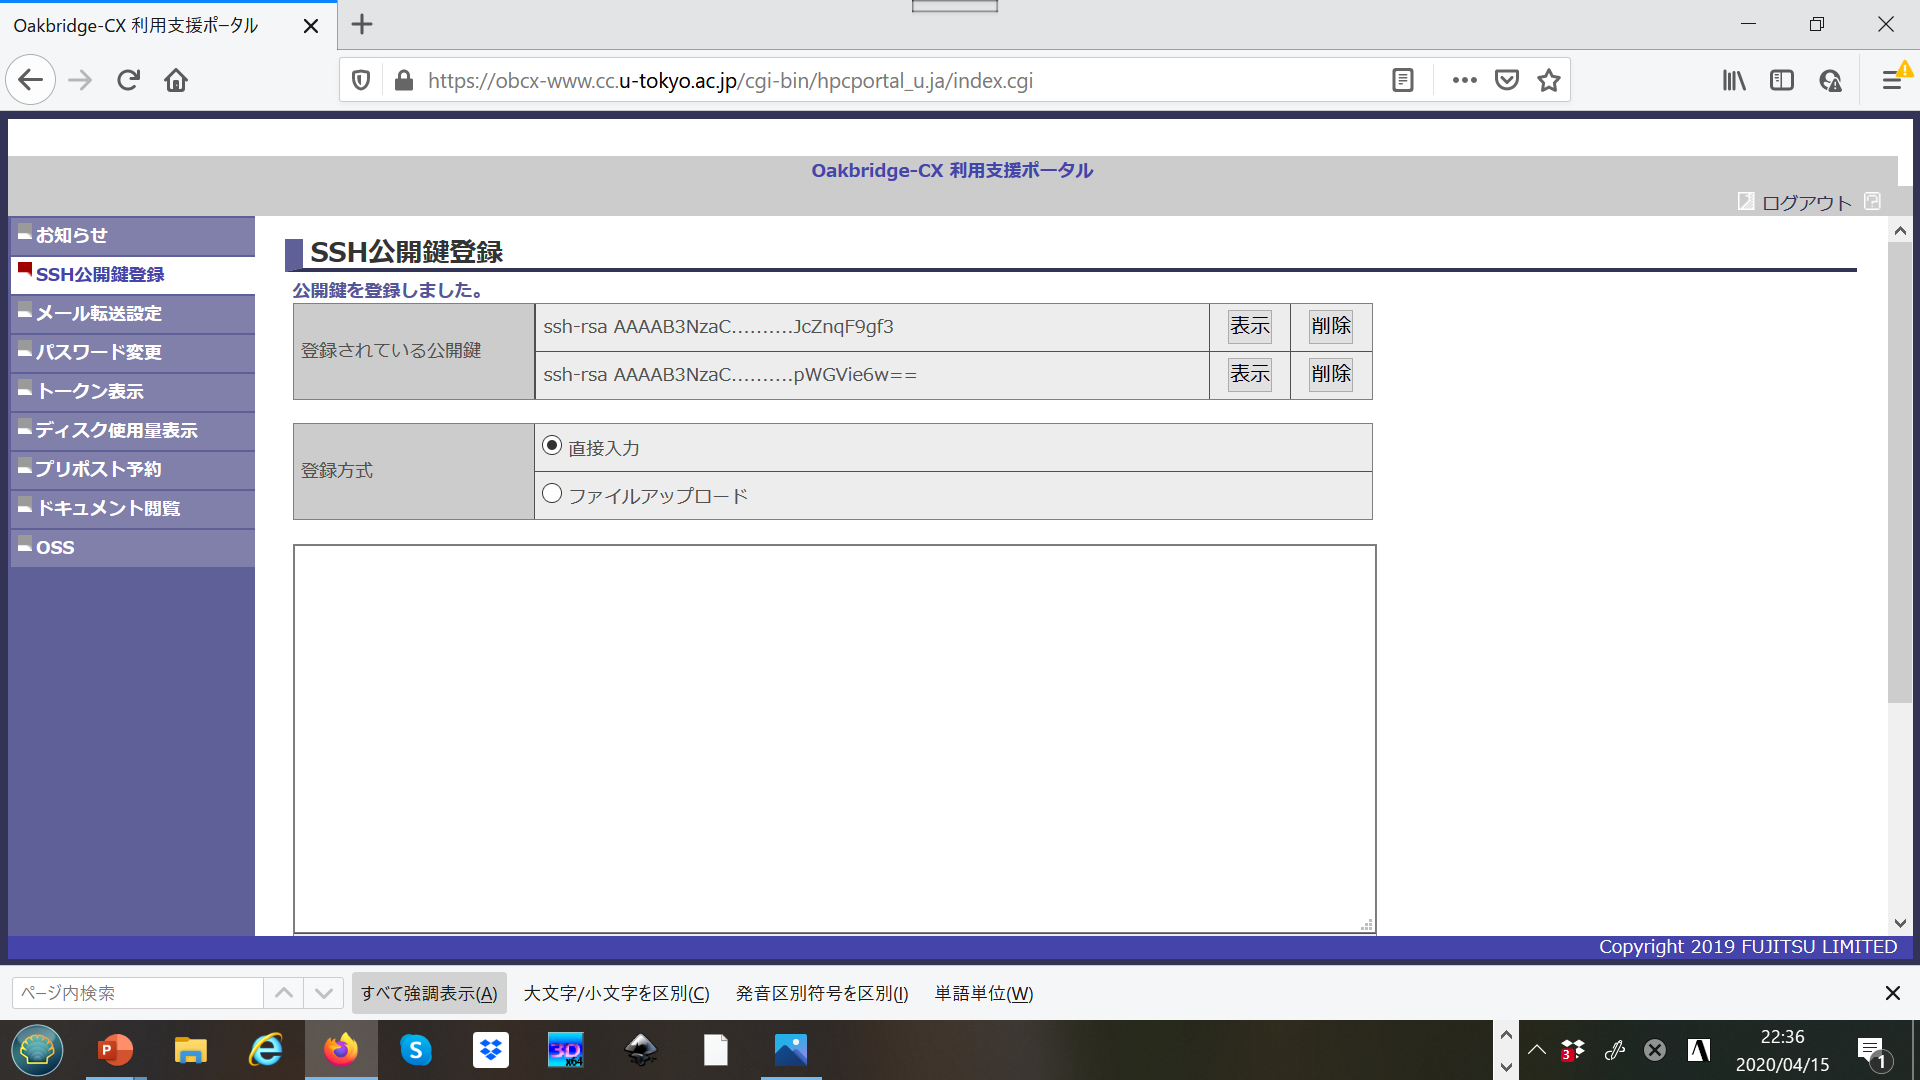 Oakbridge-CX 利用支援ポータル
https://obcx-www.cc.u-tokyo.ac.jp/cgi-bin/hpcportal_u.ja/index.cgi
Oakbridge-CX 利用支援ポータル
ログアウト
お知らせ
SSH公開鍵登録
メール転送設定
パスワード変更
トークン表示
ディスク使用量表示
プリポスト予約
ドキュメント閲覧
OSS
SSH公開鍵登録
公開鍵を登録しました。
登録されている公開鍵
ssh-rsa AAAAB3NzaC..........JcZnqF9gf3 表示 削除
ssh-rsa AAAAB3NzaC..........pWGVie6w== 表示 削除
登録方式
直接入力
ファイルアップロード
Copyright 2019 FUJITSU LIMITED
ページ内検索 すべて強調表示(A) 大文字/小文字を区別(C) 発音区別符号を区別(I) 単語単位(W)
P
S
3D
x64
3
A
22:36
2020/04/15
1